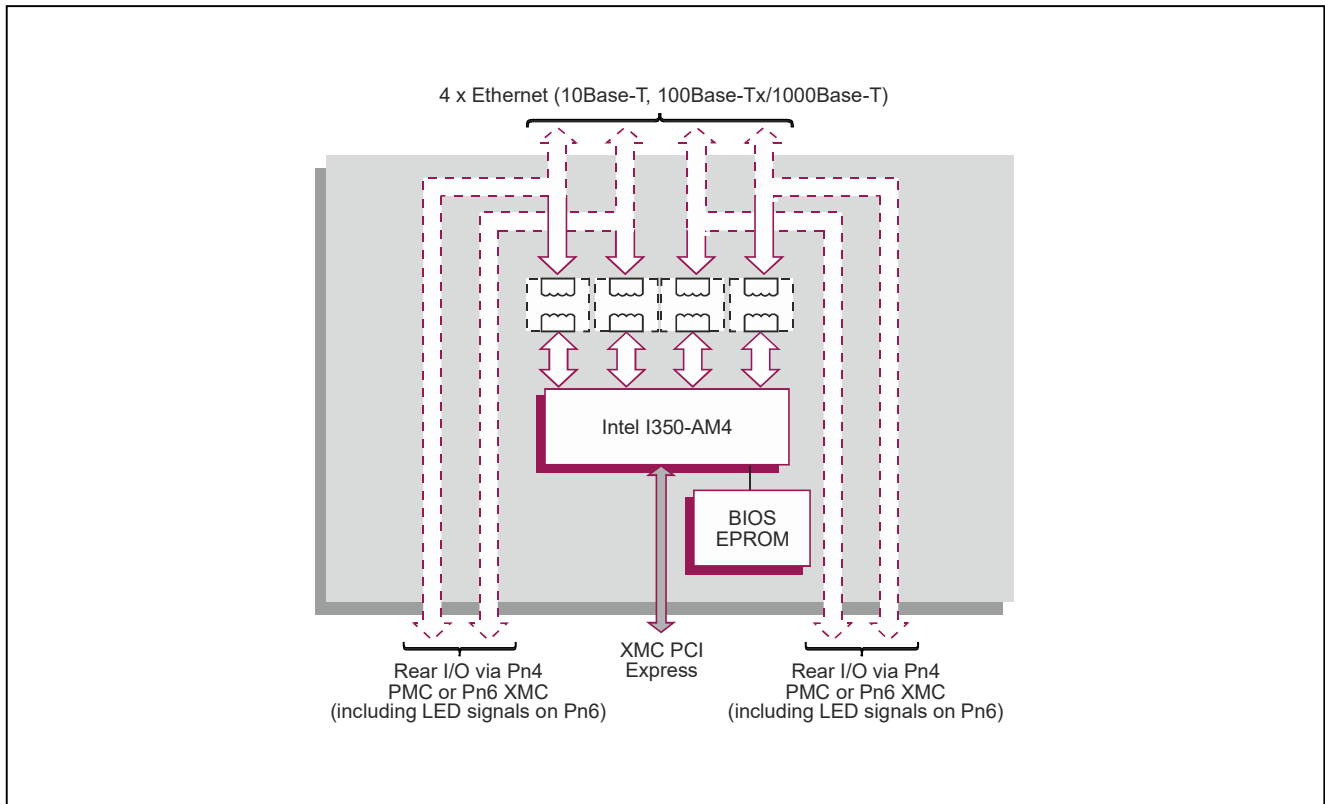 4 x Ethernet (10Base-T, 100Base-Tx/1000Base-T)
Intel I350-AM4
BIOS
EPROM
XMC PCI
Express
Rear I/O via Pn4
PMC or Pn6 XMC
(including LED signals on Pn6)
Rear I/O via Pn4
PMC or Pn6 XMC
(including LED signals on Pn6)